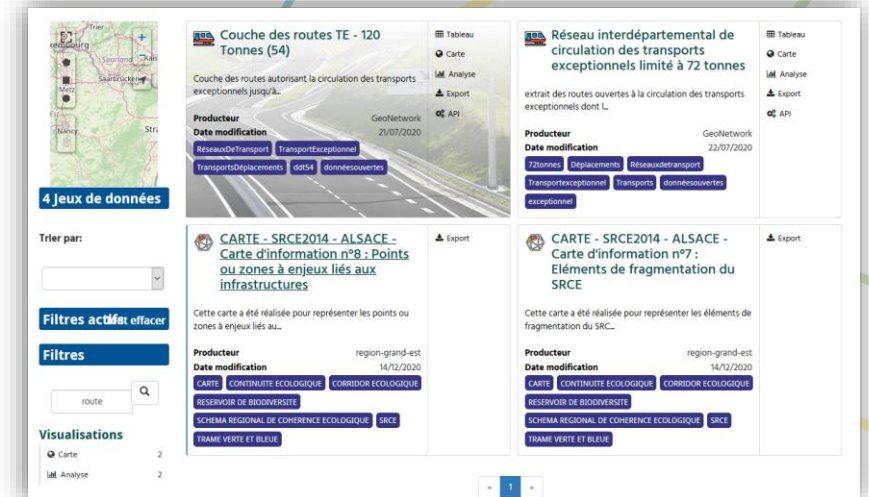 Trier
Saarland
Saarbrücken
Metz
Nancy
Stra
4 Jeux de données
Trier par:
Filtres actifs
effacer
Filtres
route
Visualisations
Carte 2
Analyse 2
Couche des routes TE - 120
Tonnes (54)
Couche des routes autorisant la circulation des transports
exceptionnels jusqu'à...
Producteur GeoNetwork
Date modification 21/07/2020
RéseauxDeTransport TransportExceptionnel
TransportsDéplacements ddt54 donnéesouvertes
Tableau
Carte
Analyse
Export
API
Réseau interdépartemental de
circulation des transports
exceptionnels limité à 72 tonnes
extrait des routes ouvertes à la circulation des transports
exceptionnels dont l...
Producteur GeoNetwork
Date modification 22/07/2020
72tonnes Déplacements Réseauxdetransport
Transportexceptionnel Transports donnéesouvertes
exceptionnel
Tableau
Carte
Analyse
Export
API
CARTE - SRCE2014 - ALSACE -
Carte d'information n°8 : Points
ou zones à enjeux liés aux
infrastructures
Cette carte a été réalisée pour représenter les points ou
zones à enjeux liés au...
Producteur region-grand-est
Date modification 14/12/2020
CARTE CONTINUITE ECOLOGIQUE CORRIDOR ECOLOGIQUE
RESERVOIR DE BIODIVERSITE
SCHEMA REGIONAL DE COHERENCE ECOLOGIQUE SRCE
TRAME VERTE ET BLEUE
Export
CARTE - SRCE2014 - ALSACE -
Carte d'information n°7 :
Eléments de fragmentation du
SRCE
Cette carte a été réalisée pour représenter les éléments de
fragmentation du SRC...
Producteur region-grand-est
Date modification 14/12/2020
CARTE CONTINUITE ECOLOGIQUE CORRIDOR ECOLOGIQUE
RESERVOIR DE BIODIVERSITE
SCHEMA REGIONAL DE COHERENCE ECOLOGIQUE SRCE
TRAME VERTE ET BLEUE
Export
« 1 »